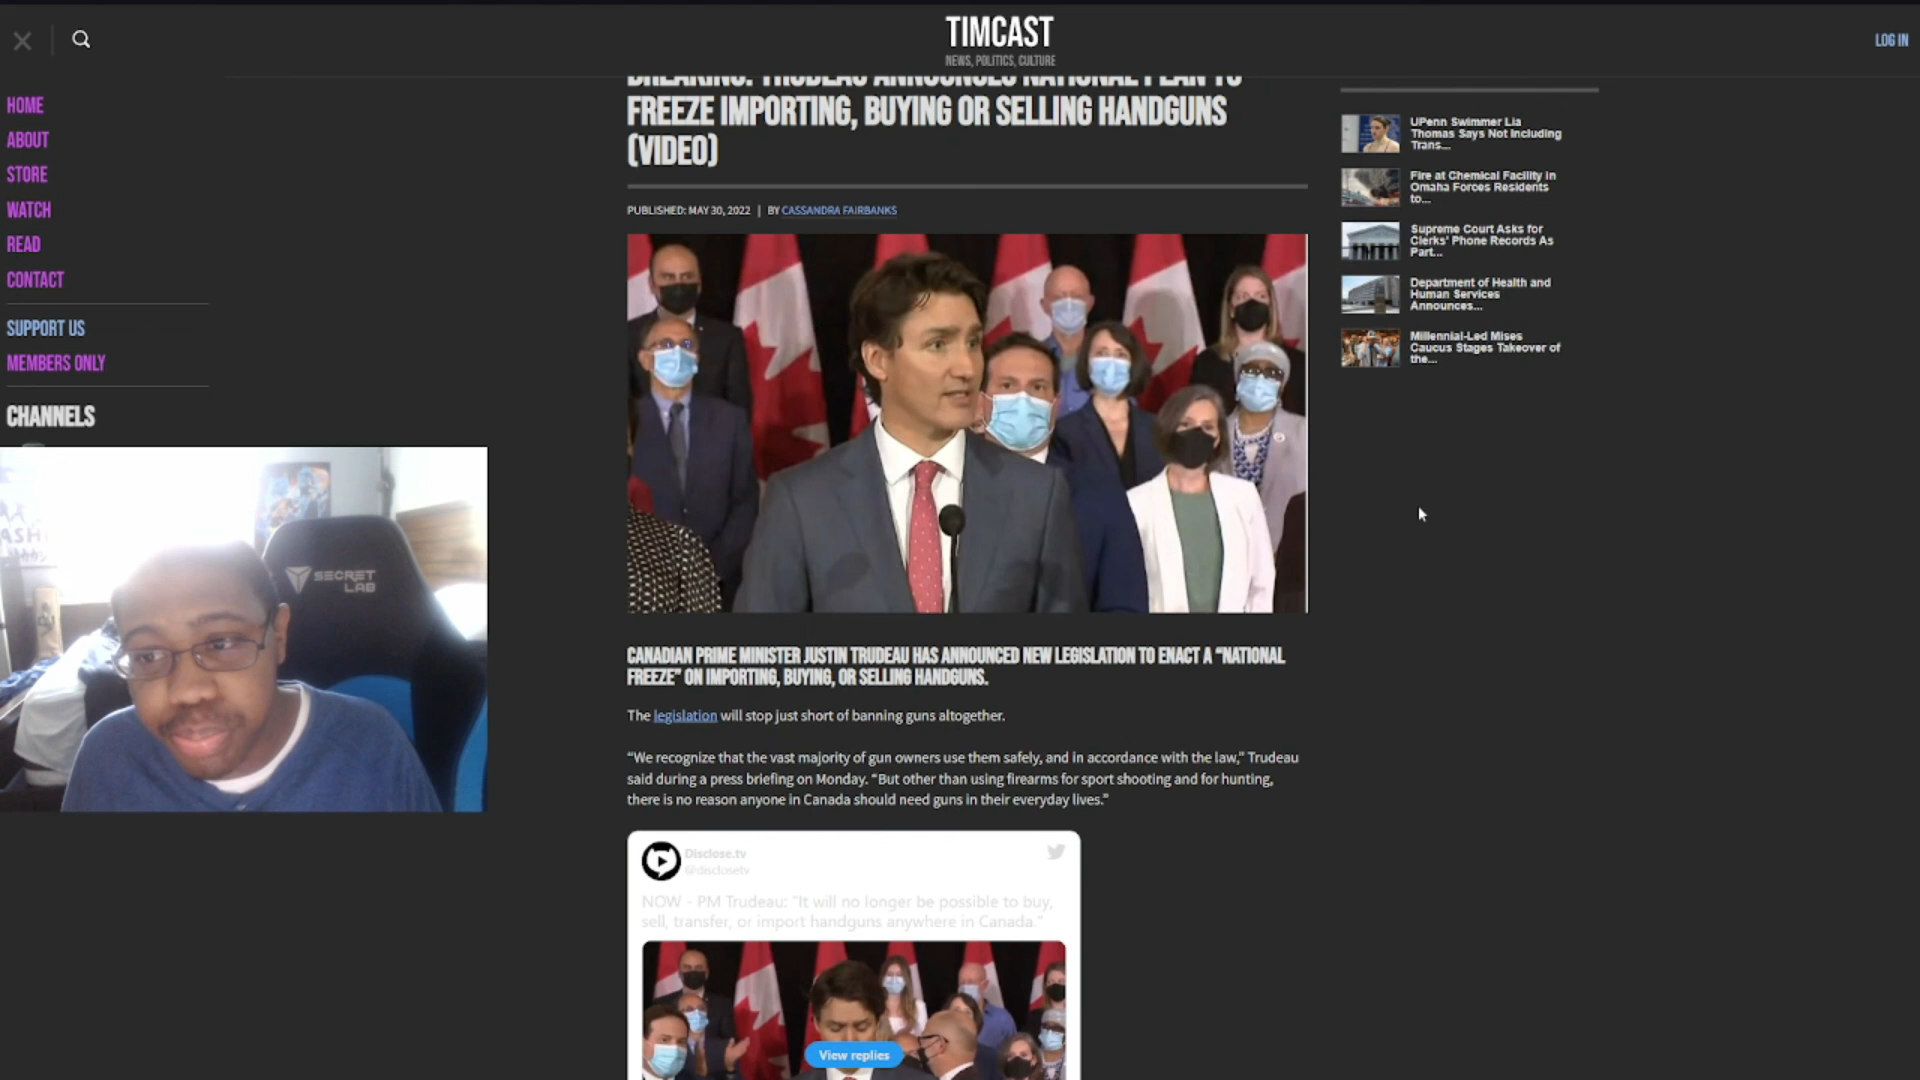 TIMCAST
NEWS, POLITICS, CULTURE
LOG IN
HOME
ABOUT
STORE
WATCH
READ
CONTACT
SUPPORT US
MEMBERS ONLY
CHANNELS
SECRET
LAB
BREAKING: TRUDEAU ANNOUNCES NATIONAL PLAN TO
FREEZE IMPORTING, BUYING OR SELLING HANDGUNS
(VIDEO)
PUBLISHED: MAY 30, 2022 | BY CASSANDRA FAIRBANKS
CANADIAN PRIME MINISTER JUSTIN TRUDEAU HAS ANNOUNCED NEW LEGISLATION TO ENACT A “NATIONAL
FREEZE” ON IMPORTING, BUYING, OR SELLING HANDGUNS.
The legislation will stop just short of banning guns altogether.
“We recognize that the vast majority of gun owners use them safely, and in accordance with the law,” Trudeau
said during a press briefing on Monday. “But other than using firearms for sport shooting and for hunting,
there is no reason anyone in Canada should need guns in their everyday lives.”
Disclose.tv
@disclosetv
NOW - PM Trudeau: "It will no longer be possible to buy,
sell, transfer, or import handguns anywhere in Canada."
View replies
UPenn Swimmer Lia
Thomas Says Not Including
Trans...
Fire at Chemical Facility in
Omaha Forces Residents
to...
Supreme Court Asks for
Clerks' Phone Records As
Part...
Department of Health and
Human Services
Announces...
Millennial-Led Mises
Caucus Stages Takeover of
the...